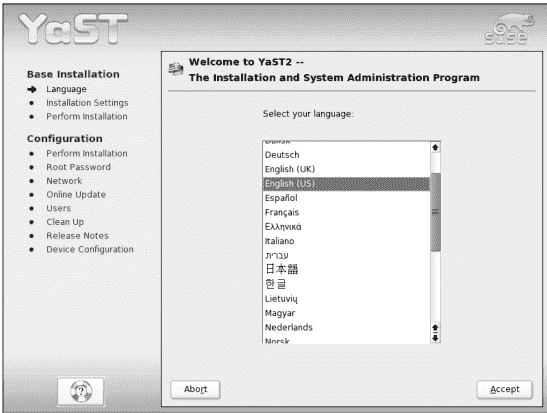 YaST
suse
Base Installation
Language
Installation Settings
Perform Installation
Configuration
Perform Installation
Root Password
Network
Online Update
Users
Clean Up
Release Notes
Device Configuration
Welcome to YaST2 --
The Installation and System Administration Program
Select your language:
Dansk
Deutsch
English (UK)
English (US)
Español
Français
Ελληνικά
Italiano
עברית
日本語
한글
Lietuvių
Magyar
Nederlands
Norsk
?
Abort
Accept